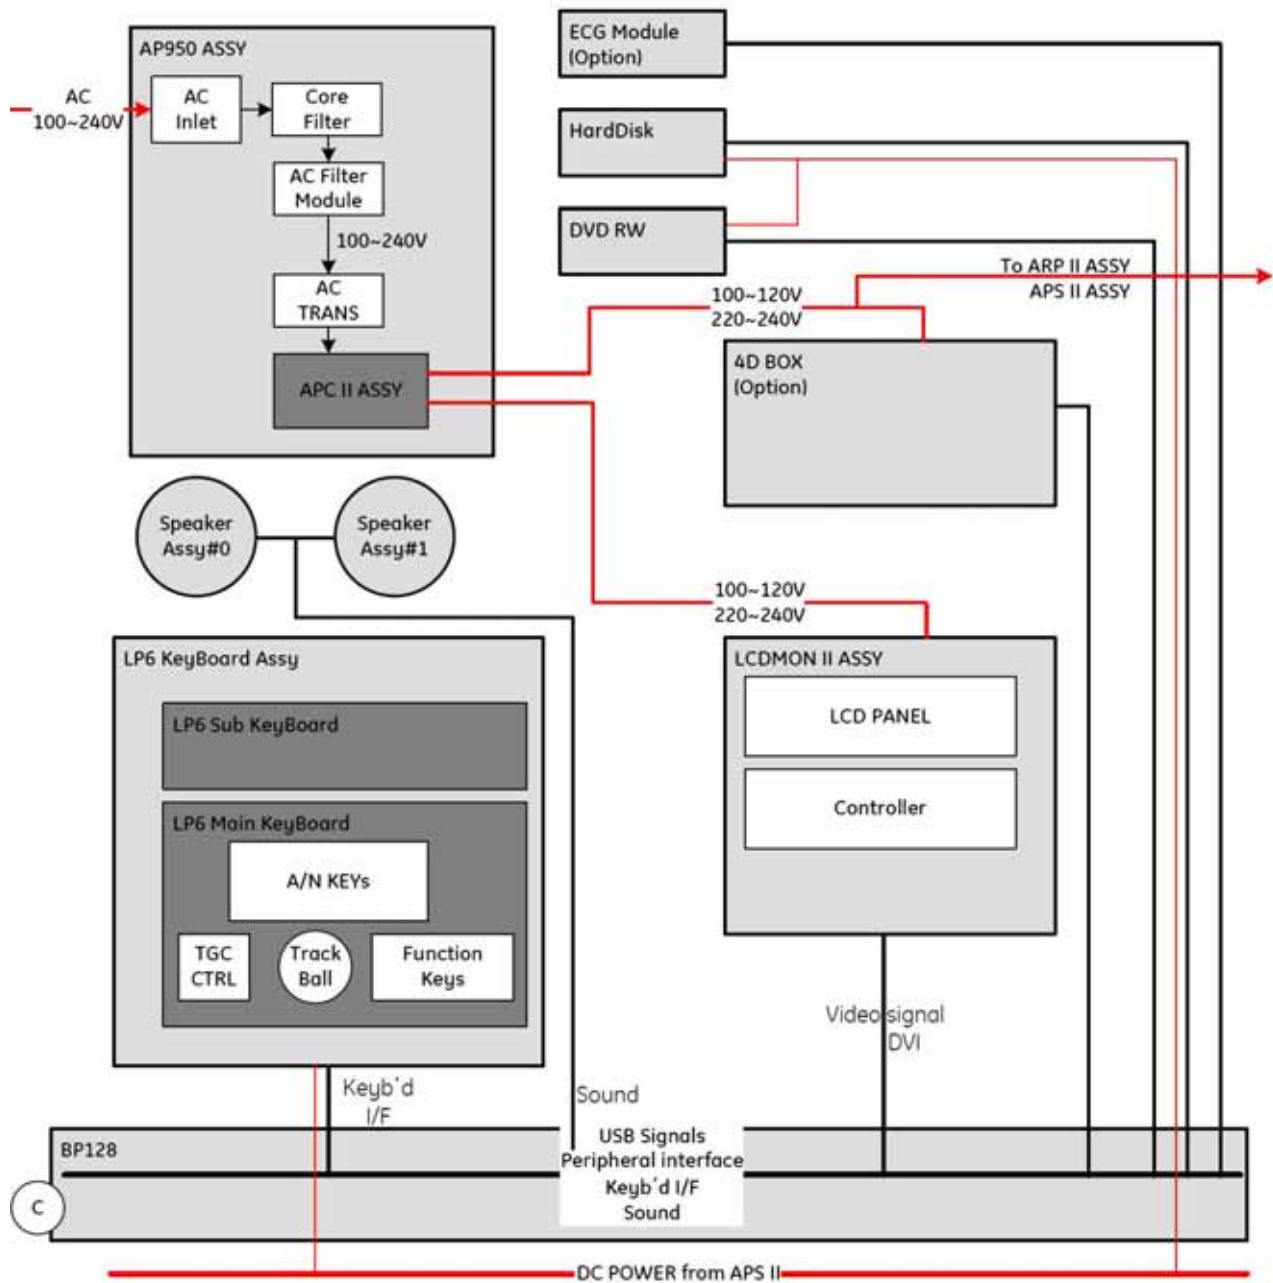 AP950 ASSY
AC
100~240V
AC
Inlet
Core
Filter
AC Filter
Module
100~240V
AC
TRANS
APC II ASSY
ECG Module
(Option)
HardDisk
DVD RW
To ARP II ASSY
APS II ASSY
100~120V
220~240V
4D BOX
(Option)
Speaker
Assy#0
Speaker
Assy#1
100~120V
220~240V
LP6 KeyBoard Assy
LP6 Sub KeyBoard
LP6 Main KeyBoard
A/N KEYs
TGC
CTRL
Track
Ball
Function
Keys
LCDMON II ASSY
LCD PANEL
Controller
Video signal
DVI
Keyb'd
I/F
Sound
BP128
USB Signals
Peripheral interface
Keyb'd I/F
Sound
C
DC POWER from APS II